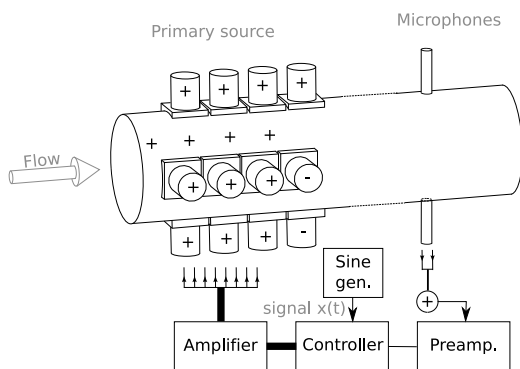 Primary source
Microphones
+ + + +
+ + + +
Flow
+ + + -
+ + + -
signal x(t)
Sine
gen.
+
Amplifier
Controller
Preamp.